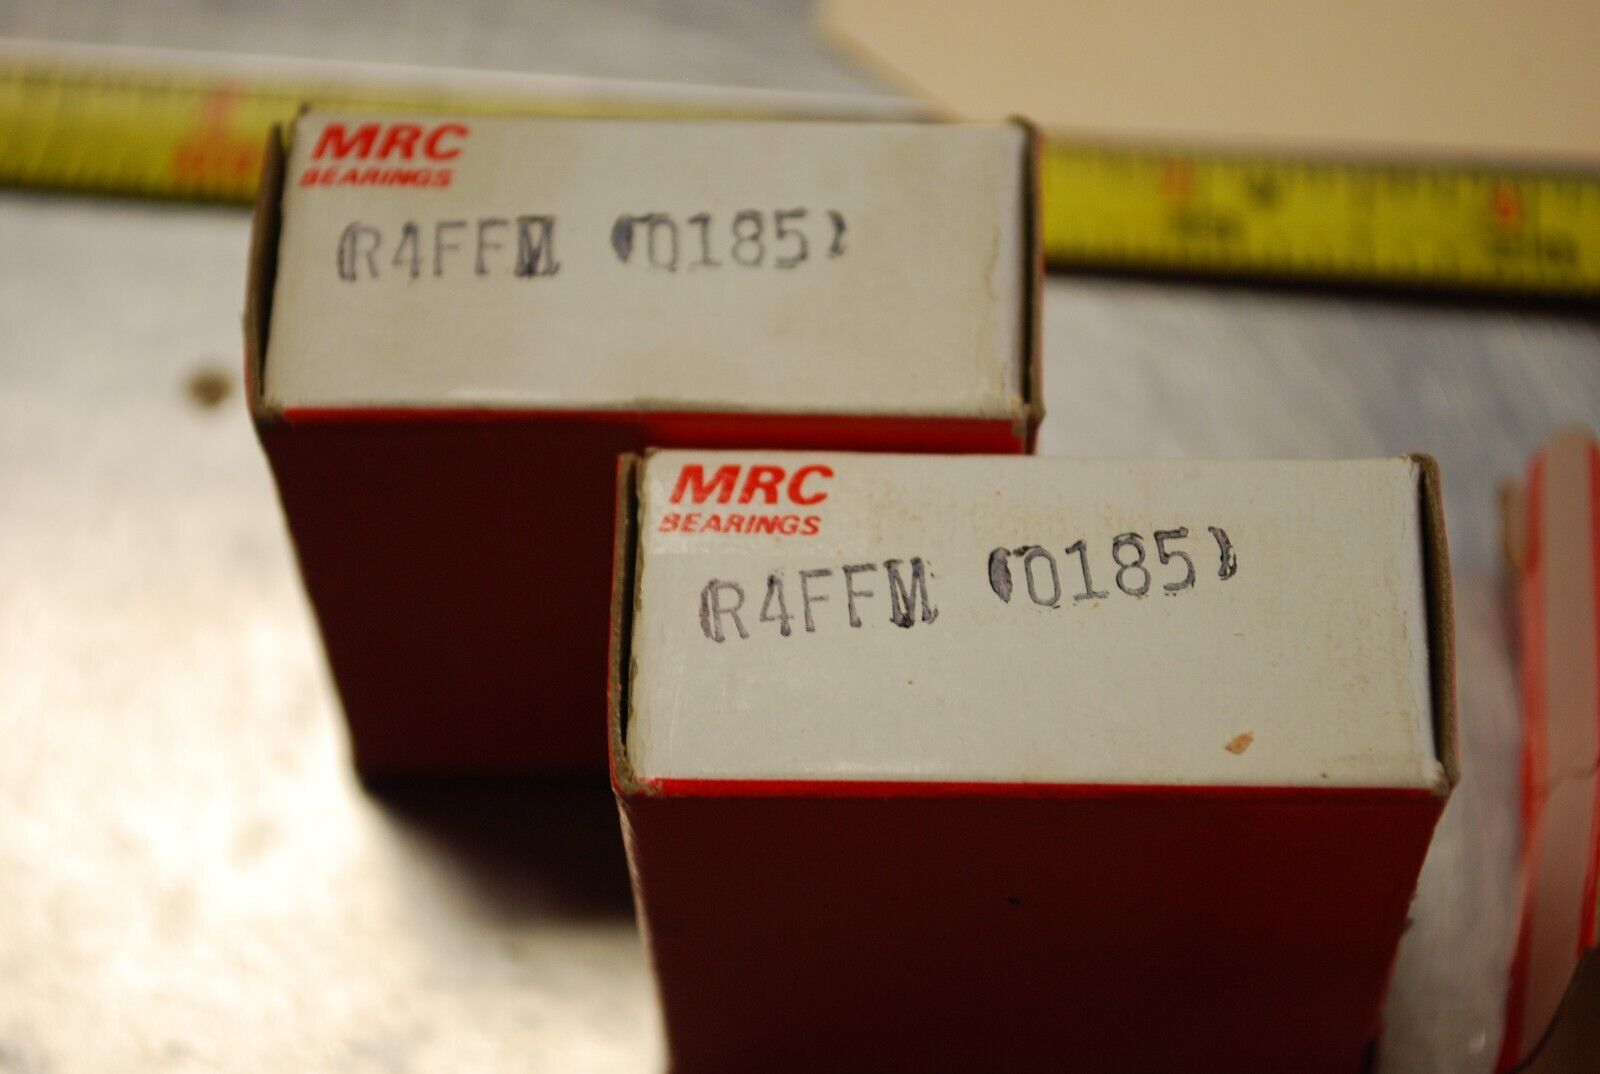 MRC
BEARINGS
R4FFM (0185)
MRC
BEARINGS
R4FFM (0185)